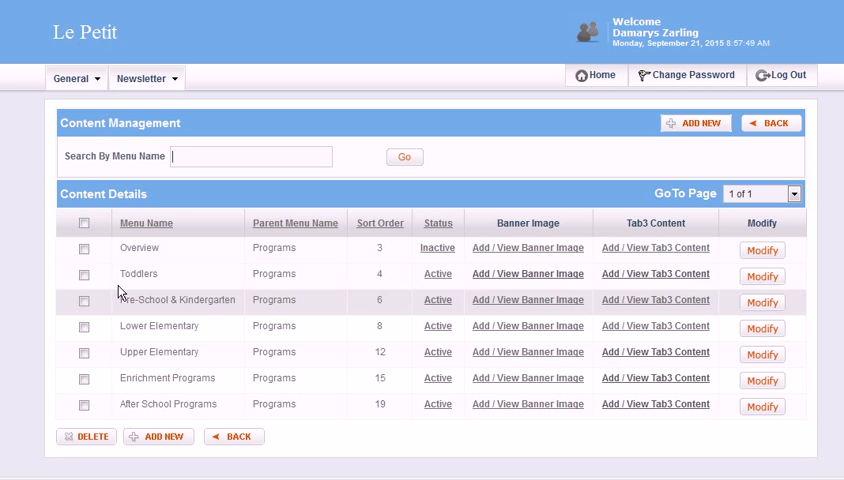 Le Petit
Welcome
Damarys Zarling
Monday, September 21, 2015 8:57:49 AM
General Newsletter
Home Change Password Log Out
Content Management ADD NEW BACK
Search By Menu Name Go
Content Details GoTo Page 1 of 1
Menu Name Parent Menu Name Sort Order Status Banner Image Tab3 Content Modify
Overview Programs 3 Inactive Add / View Banner Image Add / View Tab3 Content Modify
Toddlers Programs 4 Active Add / View Banner Image Add / View Tab3 Content Modify
Pre-School & Kindergarten Programs 6 Active Add / View Banner Image Add / View Tab3 Content Modify
Lower Elementary Programs 8 Active Add / View Banner Image Add / View Tab3 Content Modify
Upper Elementary Programs 12 Active Add / View Banner Image Add / View Tab3 Content Modify
Enrichment Programs Programs 15 Active Add / View Banner Image Add / View Tab3 Content Modify
After School Programs Programs 19 Active Add / View Banner Image Add / View Tab3 Content Modify
DELETE ADD NEW BACK